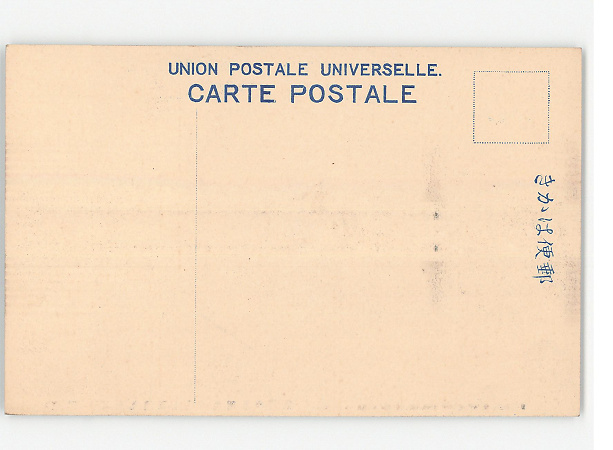 UNION POSTALE UNIVERSELLE.
CARTE POSTALE
郵便はかき